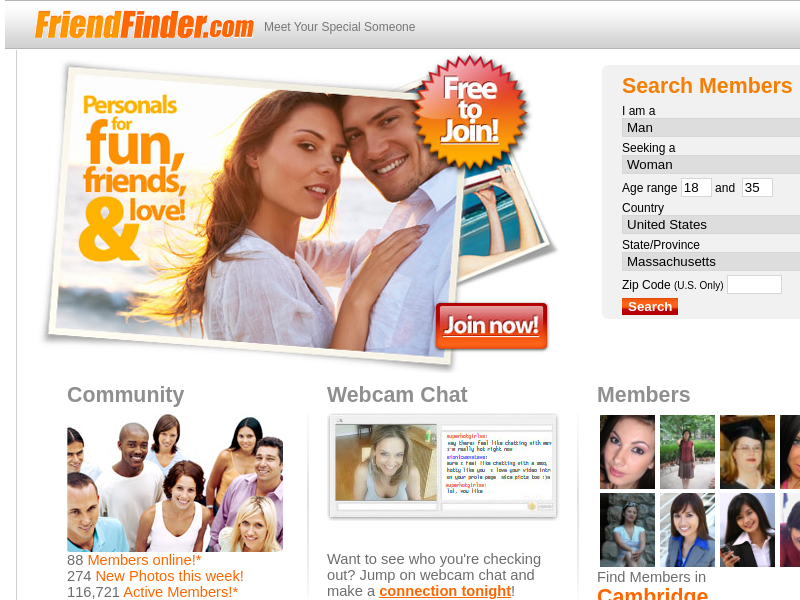 FriendFinder.com Meet Your Special Someone
Personals
for
fun,
friends,
& love!
Free
to
Join!
Join now!
Search Members
I am a
Man
Seeking a
Woman
Age range 18 and 35
Country
United States
State/Province
Massachusetts
Zip Code (U.S. Only)
Search
Community
88 Members online!*
274 New Photos this week!
116,721 Active Members!*
Webcam Chat
superhotgirlss:
Want to see who you're checking
out? Jump on webcam chat and
make a connection tonight!
Members
Find Members in
Cambridge